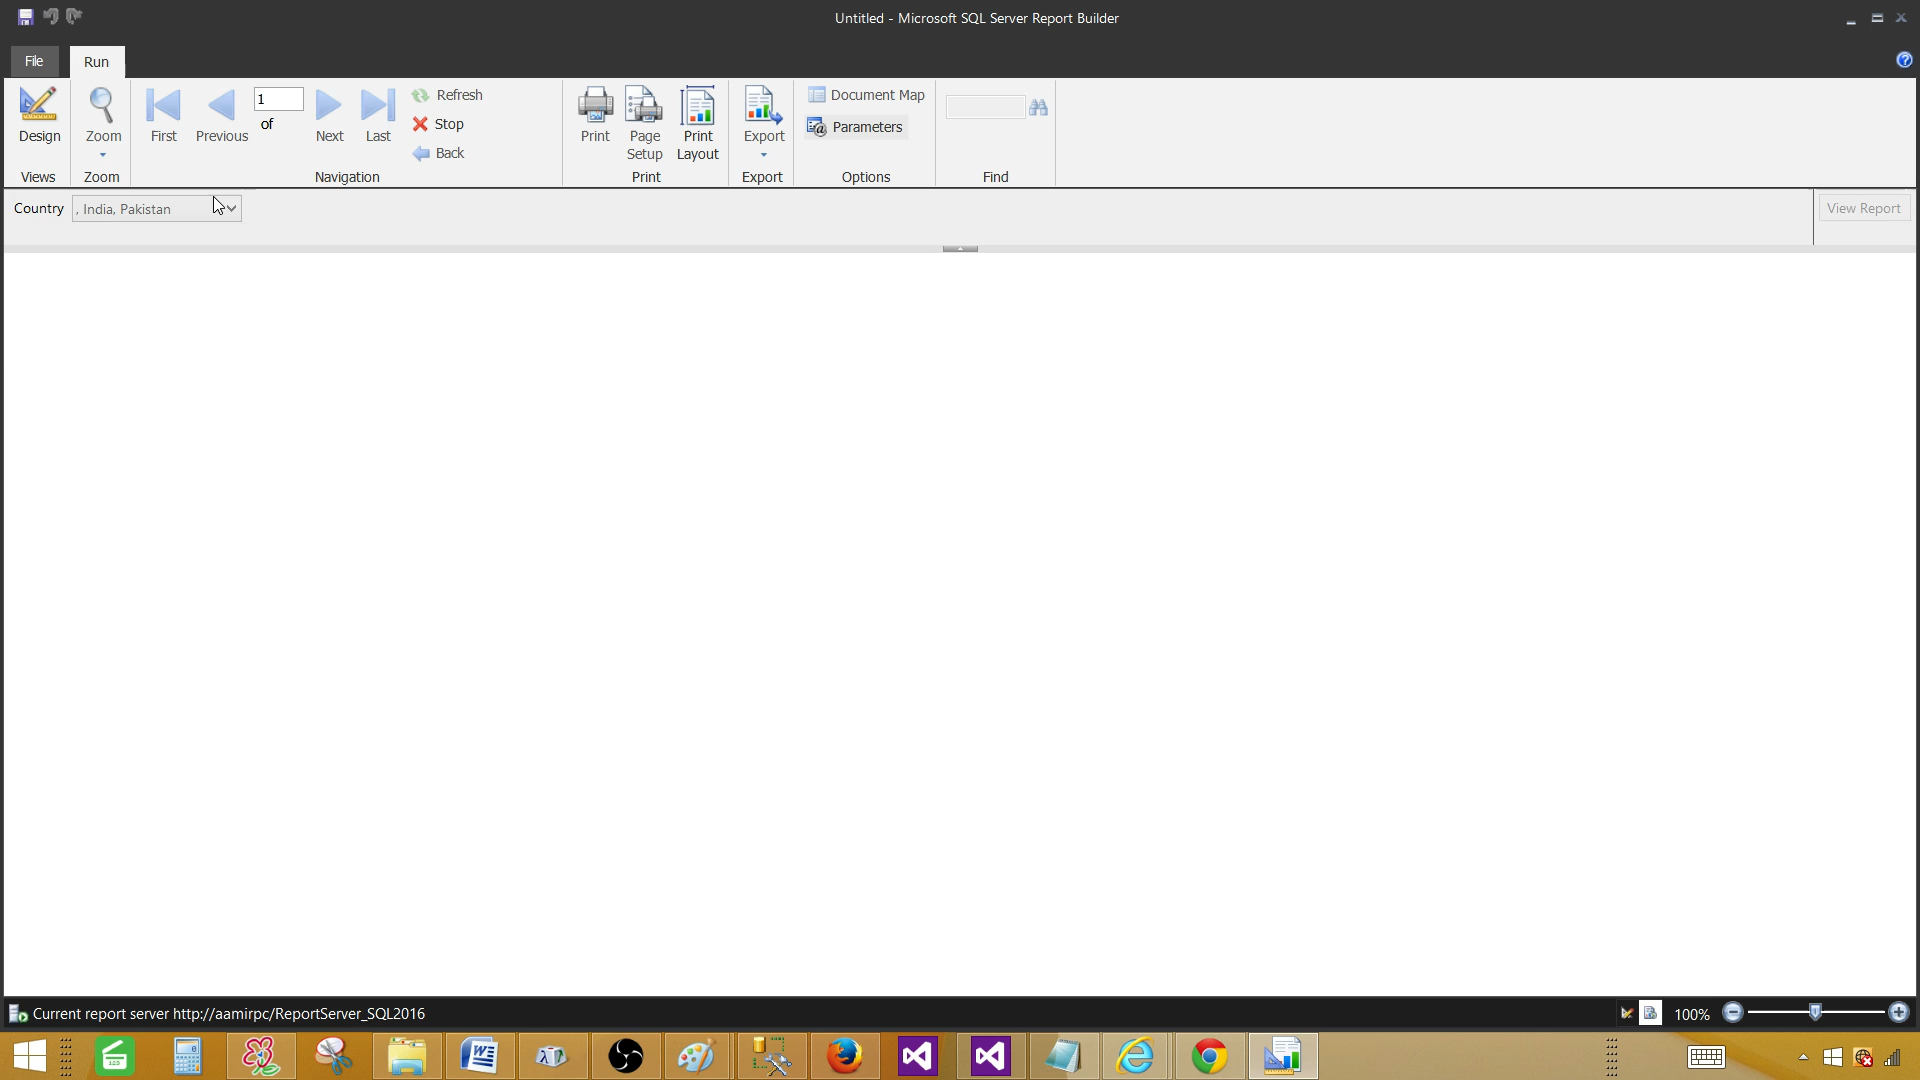 Untitled - Microsoft SQL Server Report Builder
File
Run
Design
Zoom
First
Previous
1
of
Next
Last
Refresh
Stop
Back
Print
Page
Setup
Print
Layout
Export
Document Map
Parameters
Views
Zoom
Navigation
Print
Export
Options
Find
Country
, India, Pakistan
View Report
Current report server http://aamirpc/ReportServer_SQL2016
100%